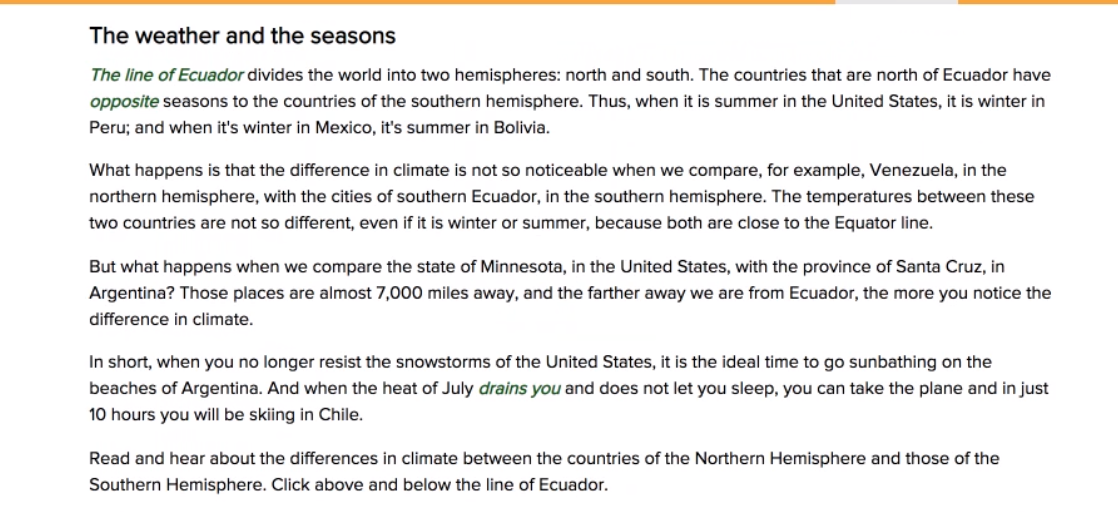 The weather and the seasons
The line of Ecuador divides the world into two hemispheres: north and south. The countries that are north of Ecuador have
opposite seasons to the countries of the southern hemisphere. Thus, when it is summer in the United States, it is winter in
Peru; and when it's winter in Mexico, it's summer in Bolivia.
What happens is that the difference in climate is not so noticeable when we compare, for example, Venezuela, in the
northern hemisphere, with the cities of southern Ecuador, in the southern hemisphere. The temperatures between these
two countries are not so different, even if it is winter or summer, because both are close to the Equator line.
But what happens when we compare the state of Minnesota, in the United States, with the province of Santa Cruz, in
Argentina? Those places are almost 7,000 miles away, and the farther away we are from Ecuador, the more you notice the
difference in climate.
In short, when you no longer resist the snowstorms of the United States, it is the ideal time to go sunbathing on the
beaches of Argentina. And when the heat of July drains you and does not let you sleep, you can take the plane and in just
10 hours you will be skiing in Chile.
Read and hear about the differences in climate between the countries of the Northern Hemisphere and those of the
Southern Hemisphere. Click above and below the line of Ecuador.